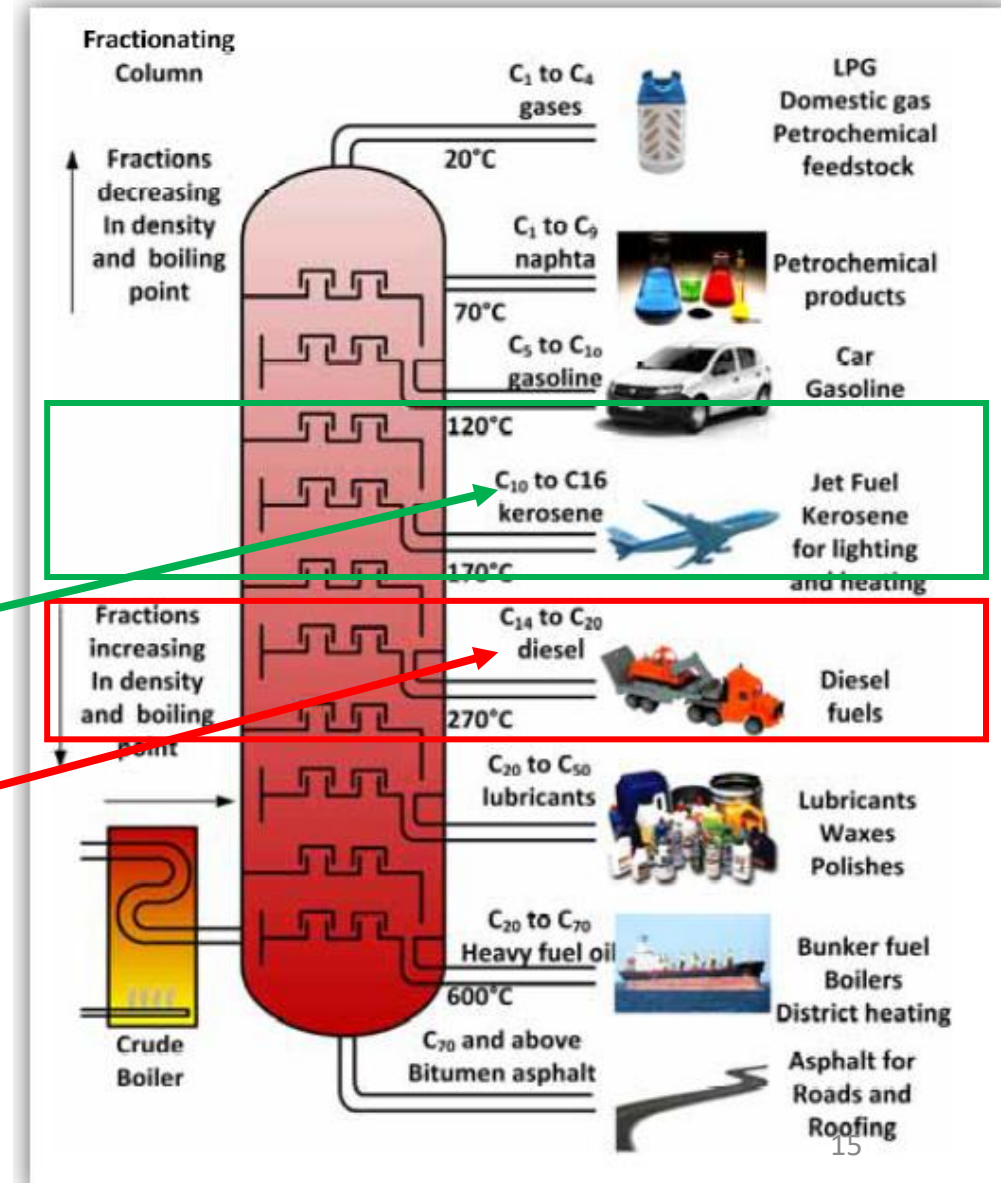 Fractionating
Column
C₁ to C₄
gases
20°C
LPG
Domestic gas
Petrochemical
feedstock
Fractions
decreasing
In density
and boiling
point
C₁ to C₉
naphta
70°C
Petrochemical
products
C₅ to C₁₀
gasoline
120°C
Car
Gasoline
C₁₀ to C16
kerosene
170°C
Jet Fuel
Kerosene
for lighting
and heating
Fractions
increasing
In density
and boiling
point
C₁₄ to C₂₀
diesel
270°C
Diesel
fuels
C₂₀ to C₅₀
lubricants
Lubricants
Waxes
Polishes
C₂₀ to C₇₀
Heavy fuel oil
600°C
Bunker fuel
Boilers
District heating
Crude
Boiler
C₇₀ and above
Bitumen asphalt
Asphalt for
Roads and
Roofing
15